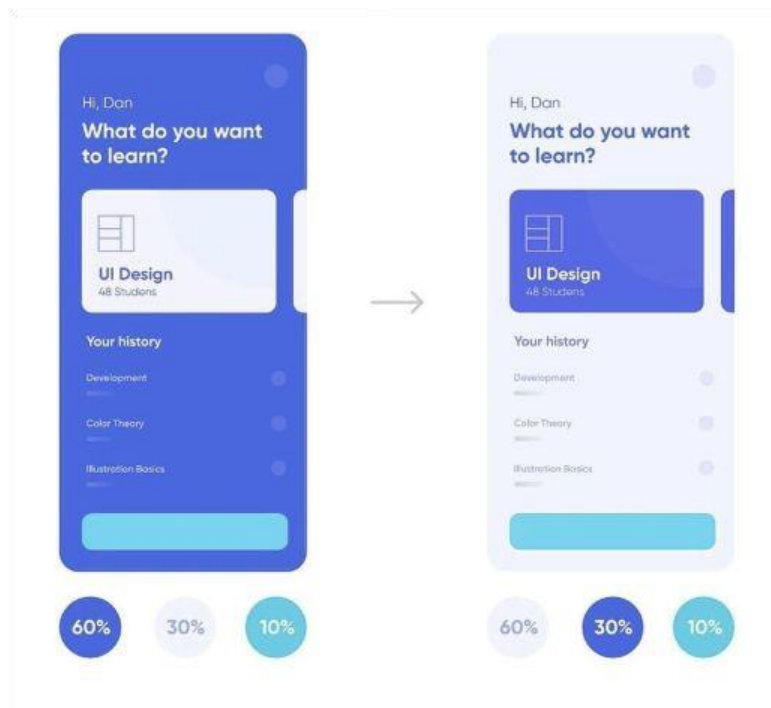 Hi, Dan
What do you want
to learn?
UI Design
48 Studens
Your history
Development
Color Theory
Illustration Basics
60%
30%
10%
Hi, Dan
What do you want
to learn?
UI Design
48 Studens
Your history
Development
Color Theory
Illustration Basics
60%
30%
10%